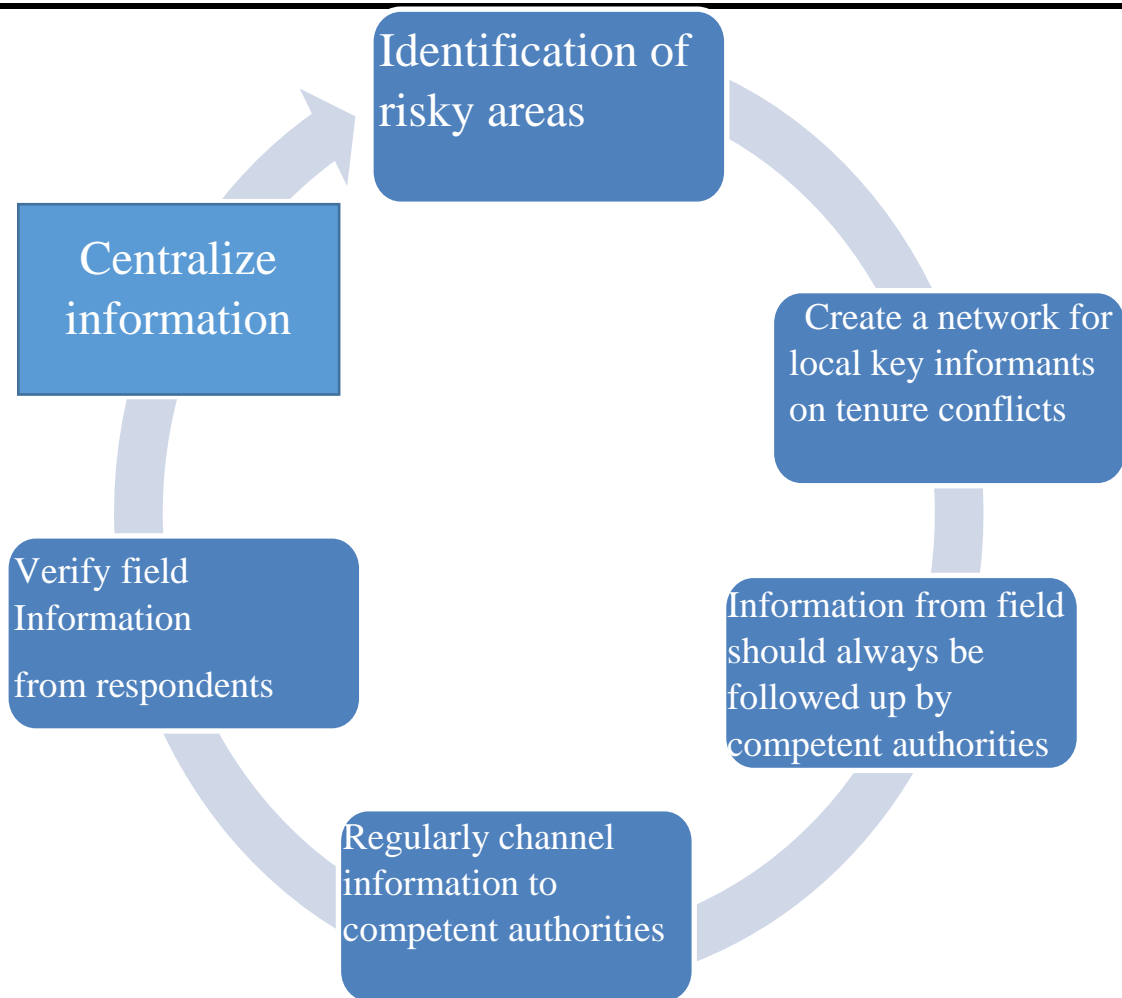 Identification of
risky areas
Create a network for
local key informants
on tenure conflicts
Information from field
should always be
followed up by
competent authorities
Regularly channel
information to
competent authorities
Verify field
Information
from respondents
Centralize
information